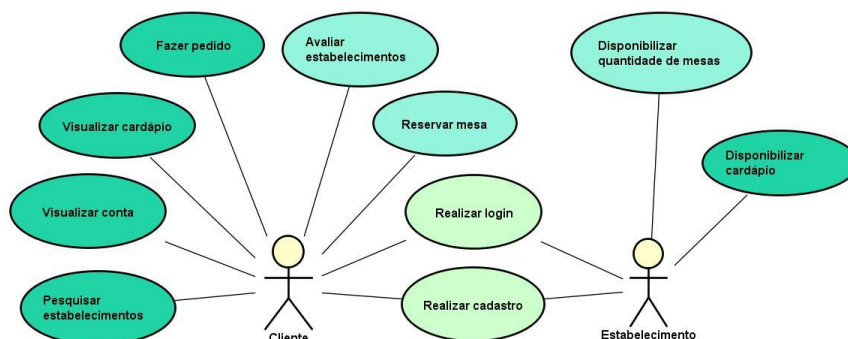 Fazer pedido
Avaliar
estabelecimentos
Disponibilizar
quantidade de mesas
Visualizar cardápio
Reservar mesa
Disponibilizar
cardápio
Visualizar conta
Realizar login
Pesquisar
estabelecimentos
Realizar cadastro
Cliente
Estabelecimento